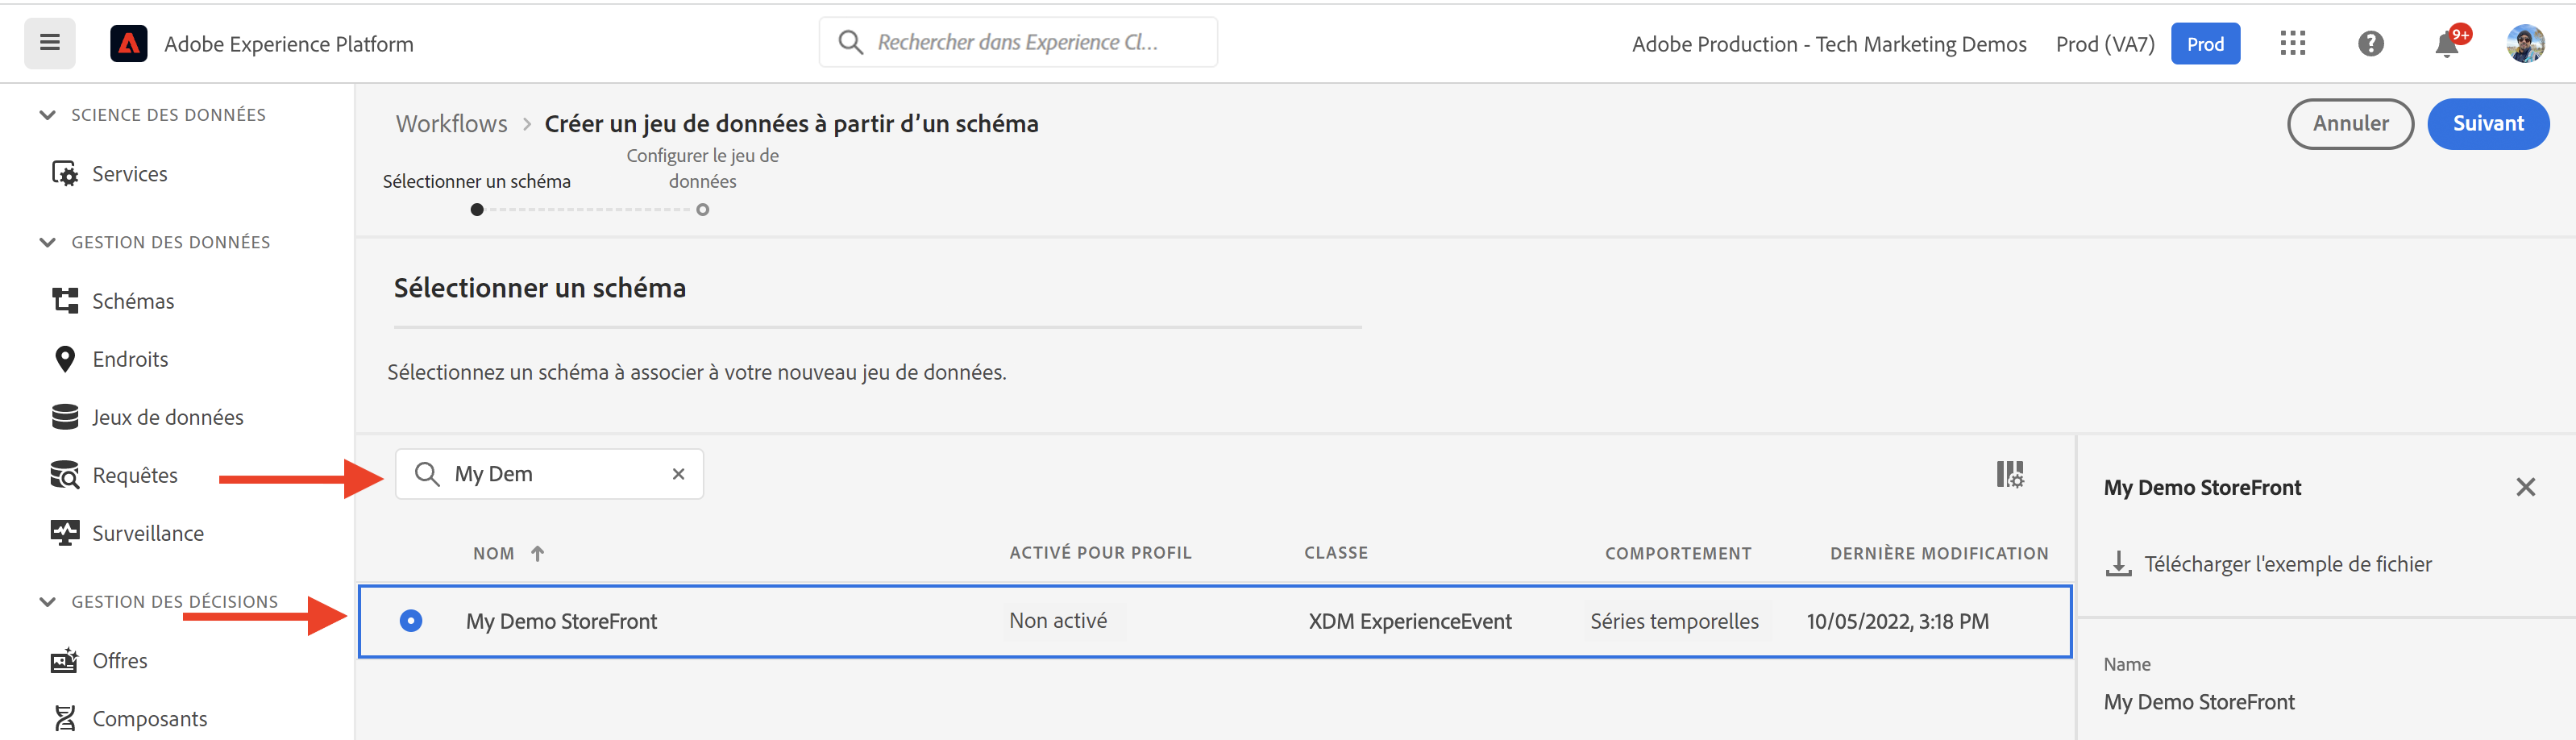 Adobe Experience Platform
Rechercher dans Experience Cl...
Adobe Production - Tech Marketing Demos
Prod (VA7)
Prod
9+
SCIENCE DES DONNÉES
Services
GESTION DES DONNÉES
Schémas
Endroits
Jeux de données
Requêtes
Surveillance
GESTION DES DÉCISIONS
Offres
Composants
Workflows > Créer un jeu de données à partir d’un schéma
Annuler
Suivant
Sélectionner un schéma
Configurer le jeu de
données
Sélectionner un schéma
Sélectionnez un schéma à associer à votre nouveau jeu de données.
My Dem
NOM
ACTIVÉ POUR PROFIL
CLASSE
COMPORTEMENT
DERNIÈRE MODIFICATION
My Demo StoreFront
Non activé
XDM ExperienceEvent
Séries temporelles
10/05/2022, 3:18 PM
My Demo StoreFront
Télécharger l'exemple de fichier
Name
My Demo StoreFront